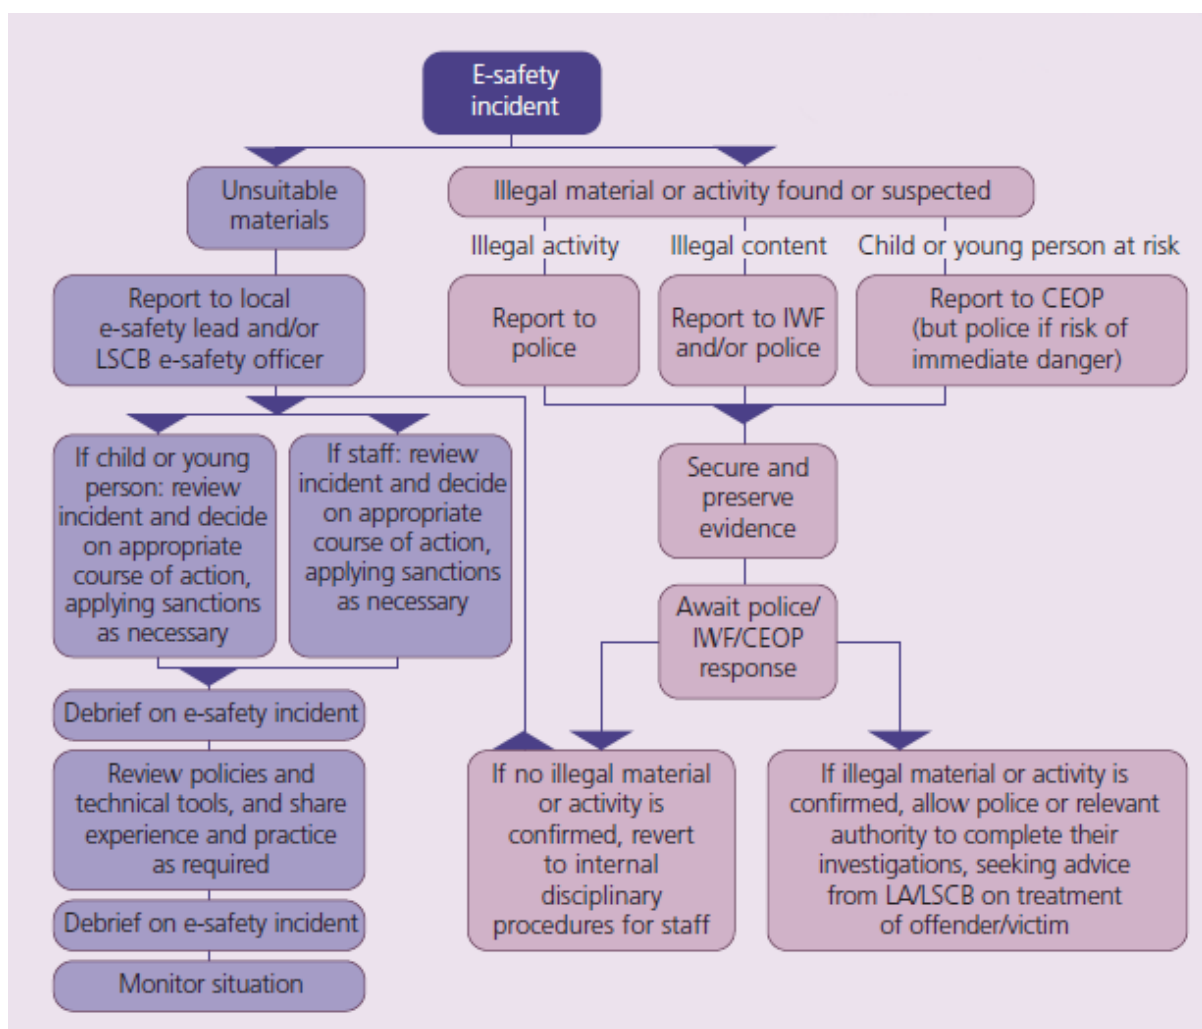 E-safety
incident
Unsuitable
materials
Illegal material or activity found or suspected
Illegal activity
Illegal content
Child or young person at risk
Report to local
e-safety lead and/or
LSCB e-safety officer
Report to
police
Report to IWF
and/or police
Report to CEOP
(but police if risk of
immediate danger)
If child or young
person: review
incident and decide
on appropriate
course of action,
applying sanctions
as necessary
If staff: review
incident and decide
on appropriate
course of action,
applying sanctions
as necessary
Secure and
preserve
evidence
Await police/
IWF/CEOP
response
Debrief on e-safety incident
Review policies and
technical tools, and share
experience and practice
as required
Debrief on e-safety incident
Monitor situation
If no illegal material
or activity is
confirmed, revert
to internal
disciplinary
procedures for staff
If illegal material or activity is
confirmed, allow police or relevant
authority to complete their
investigations, seeking advice
from LA/LSCB on treatment
of offender/victim